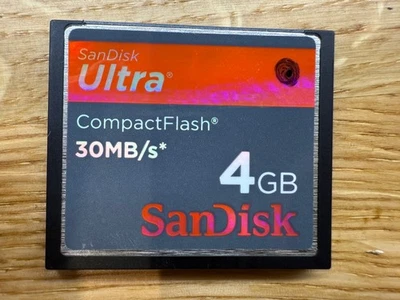 SanDisk
Ultra®
CompactFlash®
30MB/s*
4GB
SanDisk